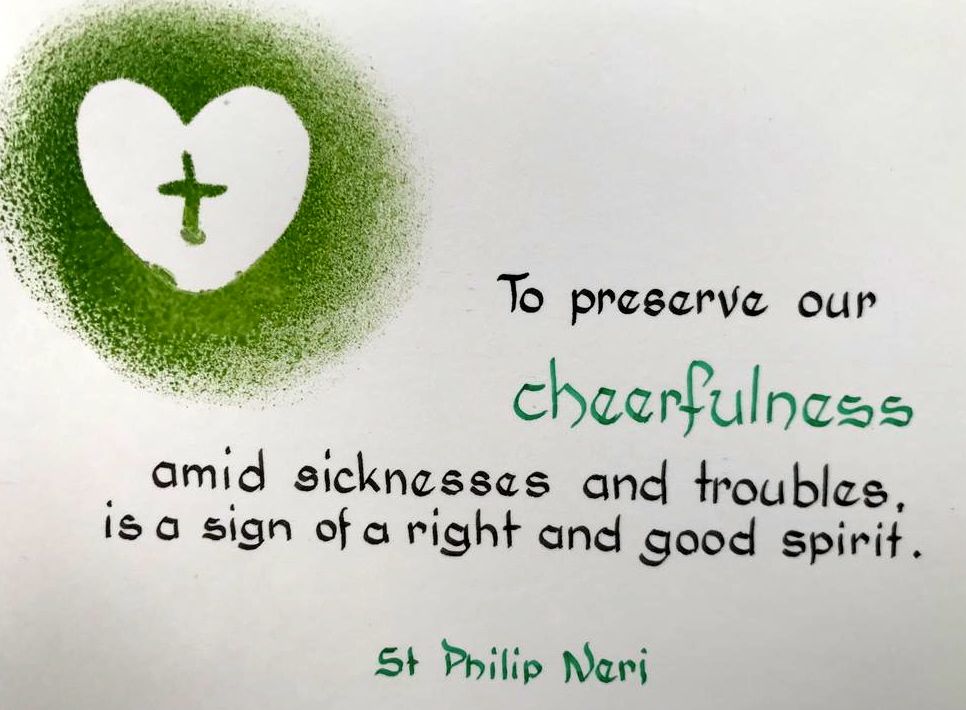 To preserve our
cheerfulness
amid sicknesses and troubles,
is a sign of a right and good spirit.
St Philip Neri